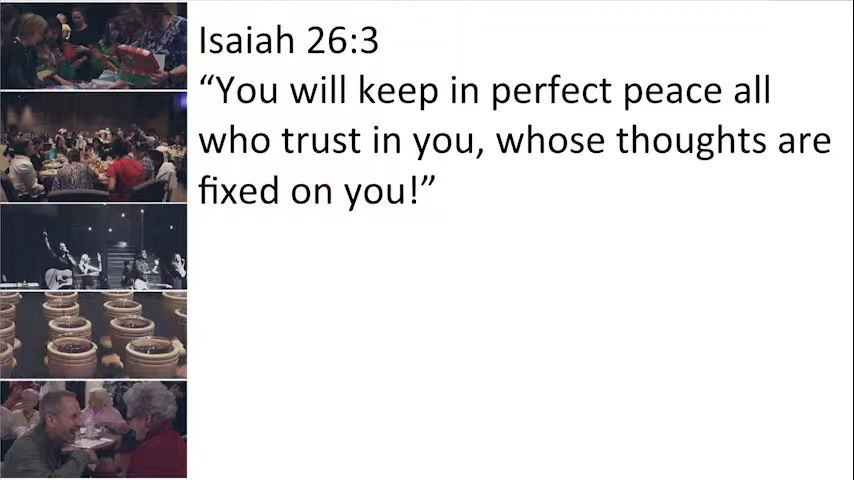 Isaiah 26:3
“You will keep in perfect peace all
who trust in you, whose thoughts are
fixed on you!”